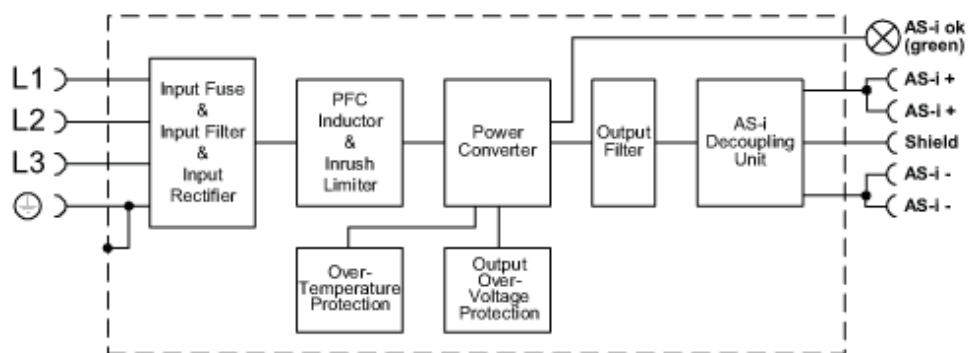 L1
L2
L3
Input Fuse
&
Input Filter
&
Input
Rectifier
PFC
Inductor
&
Inrush
Limiter
Power
Converter
Output
Filter
AS-i
Decoupling
Unit
AS-i ok
(green)
AS-i +
AS-i +
Shield
AS-i -
AS-i -
Over-
Temperature
Protection
Output
Over-
Voltage
Protection